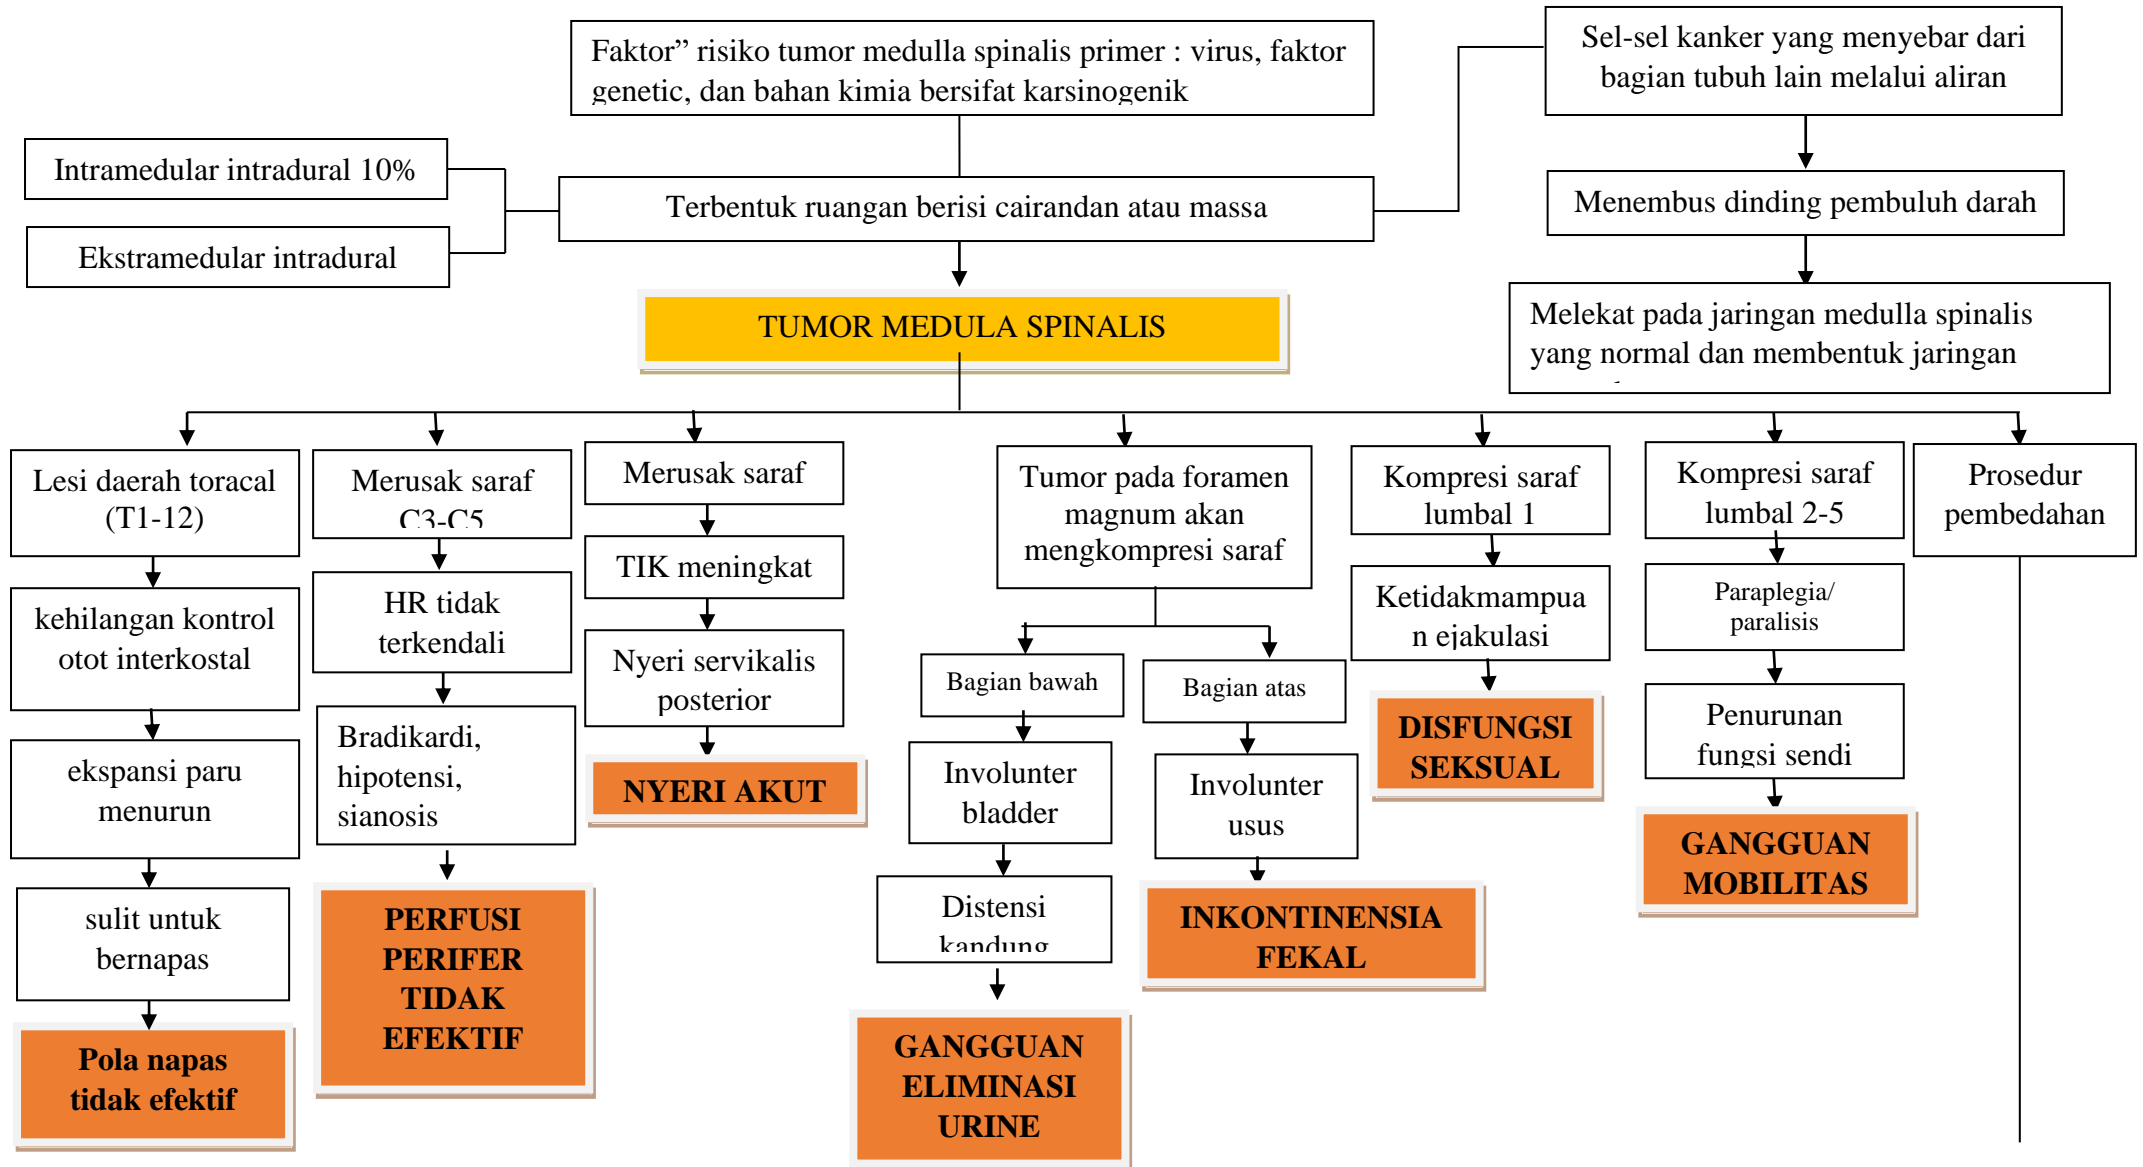 Faktor” risiko tumor medulla spinalis primer : virus, faktor
genetic, dan bahan kimia bersifat karsinogenik
Sel-sel kanker yang menyebar dari
bagian tubuh lain melalui aliran
Intramedular intradural 10%
Ekstramedular intradural
Terbentuk ruangan berisi cairandan atau massa
Menembus dinding pembuluh darah
TUMOR MEDULA SPINALIS
Melekat pada jaringan medulla spinalis
yang normal dan membentuk jaringan
Lesi daerah toracal
(T1-12)
kehilangan kontrol
otot interkostal
ekspansi paru
menurun
sulit untuk
bernapas
Pola napas
tidak efektif
Merusak saraf
C3-C5
HR tidak
terkendali
Bradikardi,
hipotensi,
sianosis
PERFUSI
PERIFER
TIDAK
EFEKTIF
Merusak saraf
TIK meningkat
Nyeri servikalis
posterior
NYERI AKUT
Tumor pada foramen
magnum akan
mengkompresi saraf
Bagian bawah
Involunter
bladder
Distensi
kandung
GANGGUAN
ELIMINASI
URINE
Bagian atas
Involunter
usus
INKONTINENSIA
FEKAL
Kompresi saraf
lumbal 1
Ketidakmampua
n ejakulasi
DISFUNGSI
SEKSUAL
Kompresi saraf
lumbal 2-5
Paraplegia/
paralisis
Penurunan
fungsi sendi
GANGGUAN
MOBILITAS
Prosedur
pembedahan